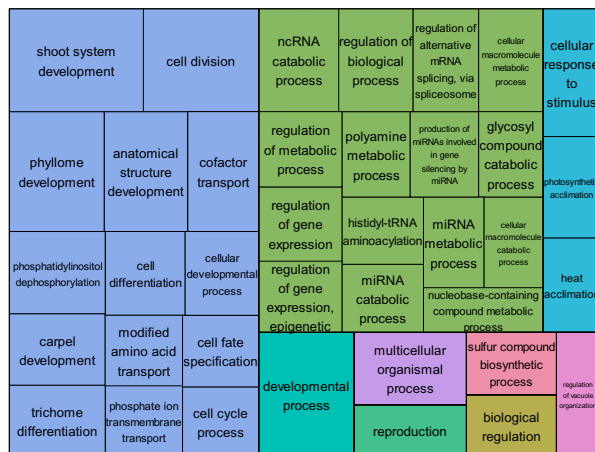 shoot system
development
cell division
phyllome
development
anatomical
structure
development
cofactor
transport
phosphatidylinositol
dephosphorylation
cell
differentiation
cellular
developmental
process
carpel
development
modified
amino acid
transport
cell fate
specification
trichome
differentiation
phosphate ion
transmembrane
transport
cell cycle
process
ncRNA
catabolic
process
regulation of
biological
process
regulation of
alternative
mRNA
splicing, via
spliceosome
cellular
macromolecule
metabolic
process
regulation
of metabolic
process
polyamine
metabolic
process
production of
miRNAs involved
in gene
silencing by
miRNA
glycosyl
compound
catabolic
process
regulation
of gene
expression
histidyl-tRNA
aminoacylation
miRNA
metabolic
process
cellular
macromolecule
catabolic
process
regulation
of gene
expression,
epigenetic
miRNA
catabolic
process
nucleobase-containing
compound metabolic
process
cellular
response
to
stimulus
photosynthetic
acclimation
heat
acclimation
developmental
process
multicellular
organismal
process
reproduction
sulfur compound
biosynthetic
process
biological
regulation
regulation
of vacuole
organization